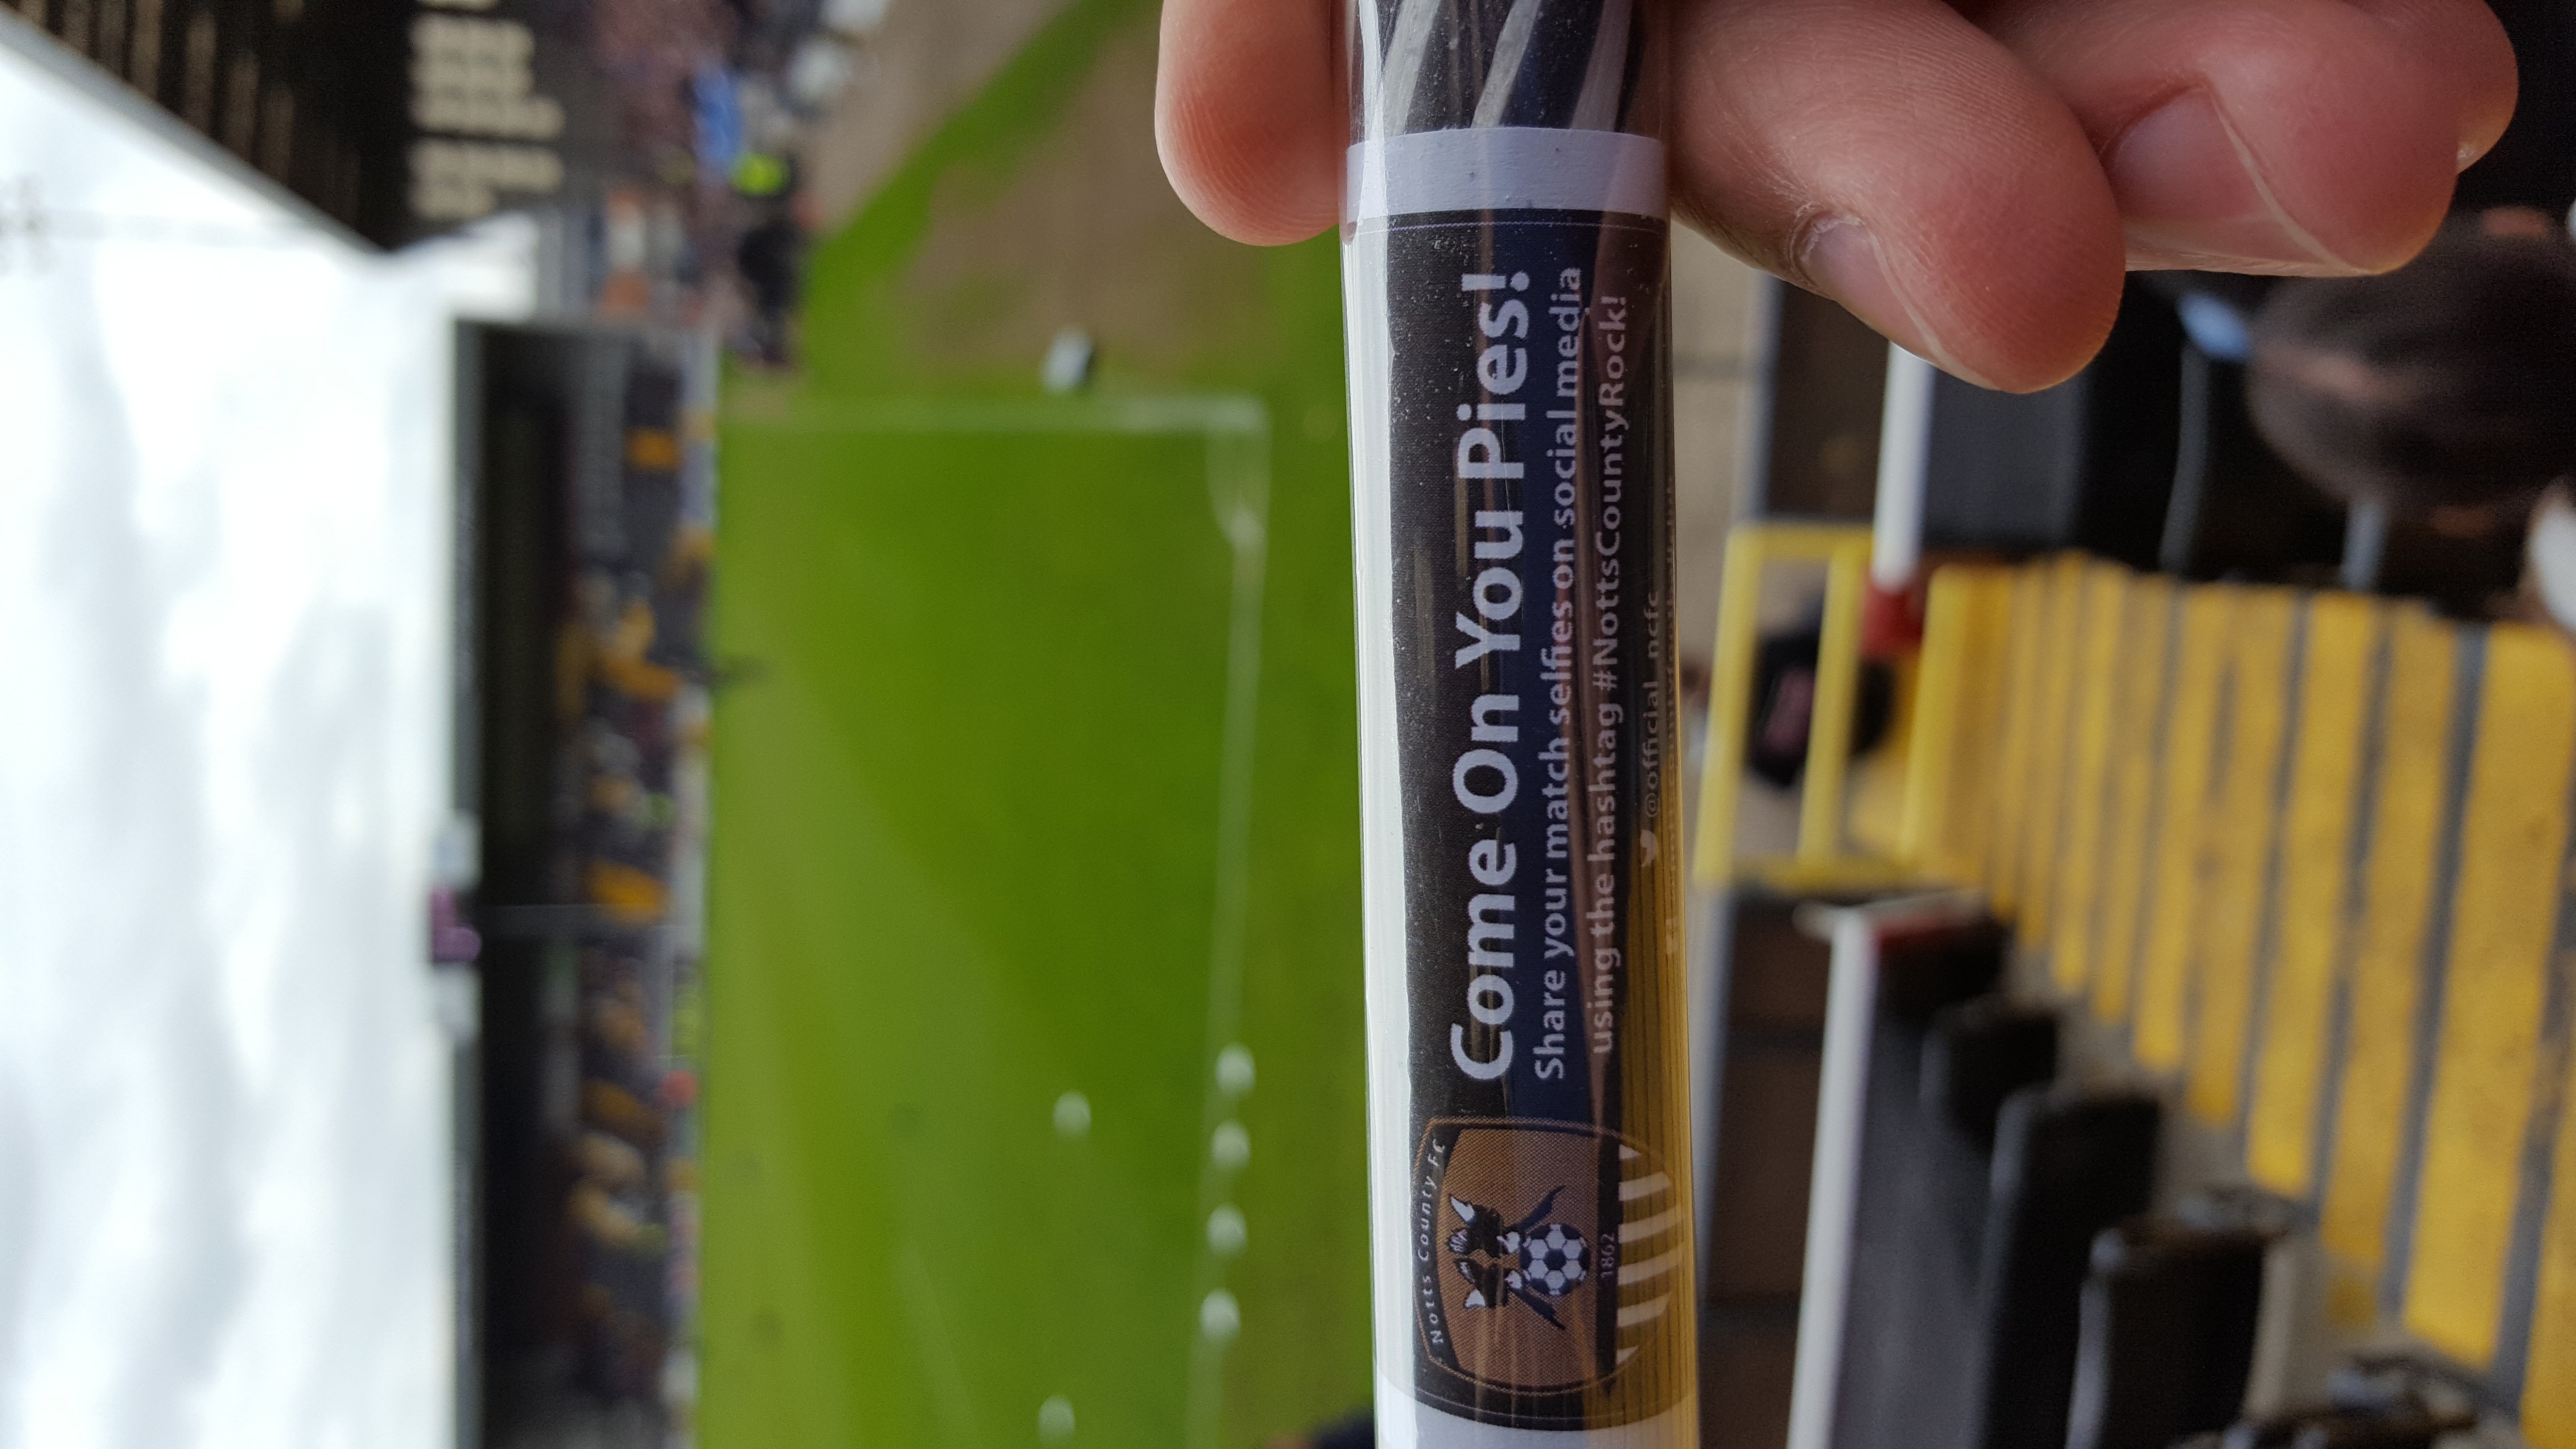 Notts County FC
1862
Come On You Pies!
Share your match selfies on social media
using the hashtag #NottsCountyRock!
@official_ncfc